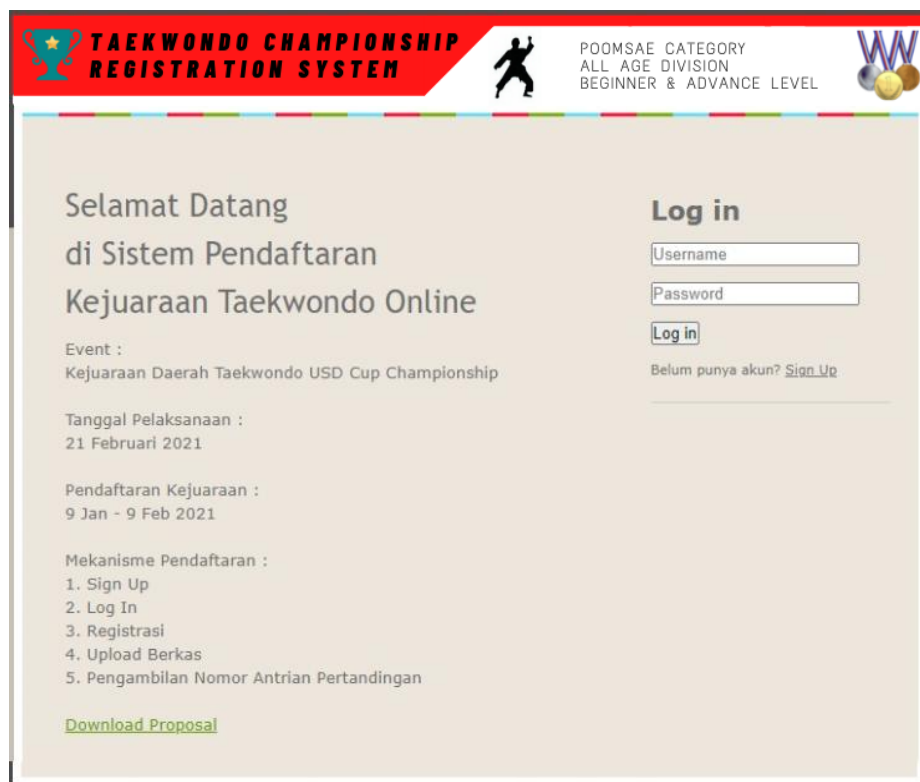 TAEKWONDO CHAMPIONSHIP
REGISTRATION SYSTEM
POOMSAE CATEGORY
ALL AGE DIVISION
BEGINNER & ADVANCE LEVEL
Selamat Datang
di Sistem Pendaftaran
Kejuaraan Taekwondo Online
Event :
Kejuaraan Daerah Taekwondo USD Cup Championship
Tanggal Pelaksanaan :
21 Februari 2021
Pendaftaran Kejuaraan :
9 Jan - 9 Feb 2021
Mekanisme Pendaftaran :
1. Sign Up
2. Log In
3. Registrasi
4. Upload Berkas
5. Pengambilan Nomor Antrian Pertandingan
Download Proposal
Log in
Username
Password
Log in
Belum punya akun? Sign Up